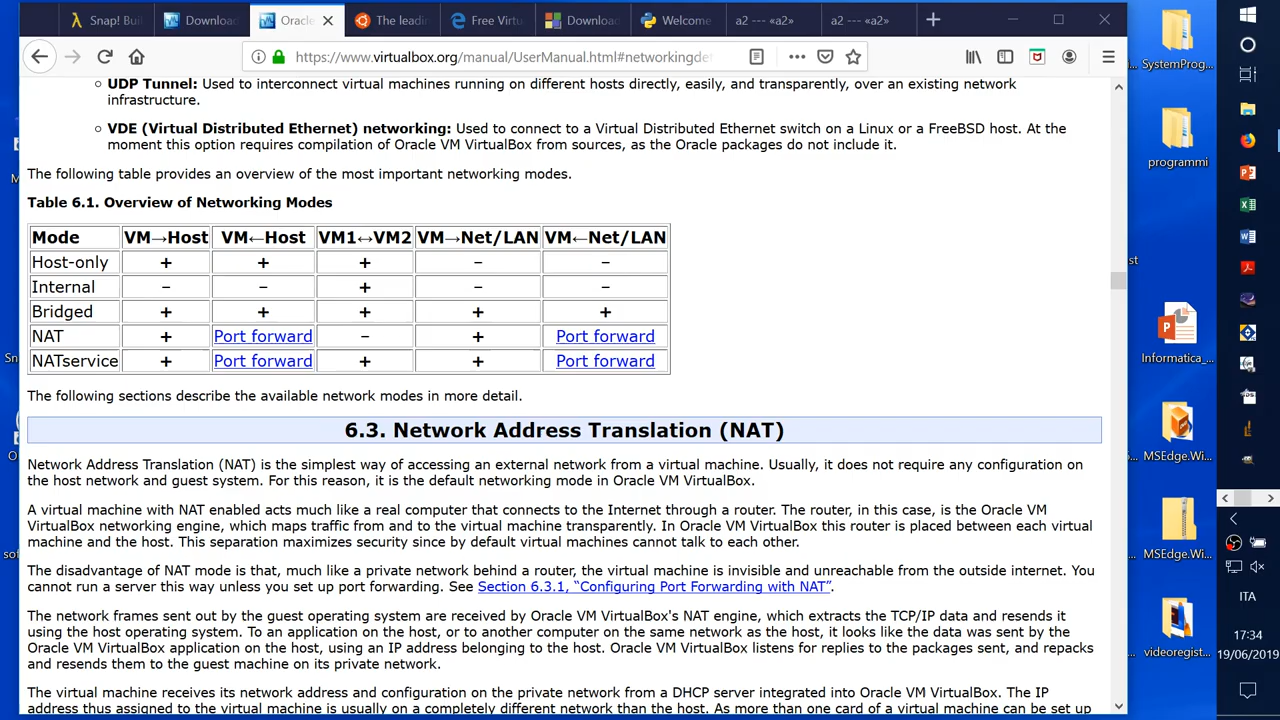 Snap! Buil
Download
Oracle
The leadin
Free Virtu
Download
Welcome
a2 --- «a2»
a2 --- «a2»
https://www.virtualbox.org/manual/UserManual.html#networkingdet
UDP Tunnel: Used to interconnect virtual machines running on different hosts directly, easily, and transparently, over an existing network
infrastructure.
VDE (Virtual Distributed Ethernet) networking: Used to connect to a Virtual Distributed Ethernet switch on a Linux or a FreeBSD host. At the
moment this option requires compilation of Oracle VM VirtualBox from sources, as the Oracle packages do not include it.
The following table provides an overview of the most important networking modes.
Table 6.1. Overview of Networking Modes
Mode VM→Host VM←Host VM1↔VM2 VM→Net/LAN VM←Net/LAN
Host-only + + + – –
Internal – – + – –
Bridged + + + + +
NAT + Port forward – + Port forward
NATservice + Port forward + + Port forward
The following sections describe the available network modes in more detail.
6.3. Network Address Translation (NAT)
Network Address Translation (NAT) is the simplest way of accessing an external network from a virtual machine. Usually, it does not require any configuration on
the host network and guest system. For this reason, it is the default networking mode in Oracle VM VirtualBox.
A virtual machine with NAT enabled acts much like a real computer that connects to the Internet through a router. The router, in this case, is the Oracle VM
VirtualBox networking engine, which maps traffic from and to the virtual machine transparently. In Oracle VM VirtualBox this router is placed between each virtual
machine and the host. This separation maximizes security since by default virtual machines cannot talk to each other.
The disadvantage of NAT mode is that, much like a private network behind a router, the virtual machine is invisible and unreachable from the outside internet. You
cannot run a server this way unless you set up port forwarding. See Section 6.3.1, “Configuring Port Forwarding with NAT”.
The network frames sent out by the guest operating system are received by Oracle VM VirtualBox's NAT engine, which extracts the TCP/IP data and resends it
using the host operating system. To an application on the host, or to another computer on the same network as the host, it looks like the data was sent by the
Oracle VM VirtualBox application on the host, using an IP address belonging to the host. Oracle VM VirtualBox listens for replies to the packages sent, and repacks
and resends them to the guest machine on its private network.
The virtual machine receives its network address and configuration on the private network from a DHCP server integrated into Oracle VM VirtualBox. The IP
address thus assigned to the virtual machine is usually on a completely different network than the host. As more than one card of a virtual machine can be set up
SystemProg...
programmi
Informatica_...
MSEdge.Wi...
MSEdge.Wi...
videoregist...
ITA
17:34
19/06/2019